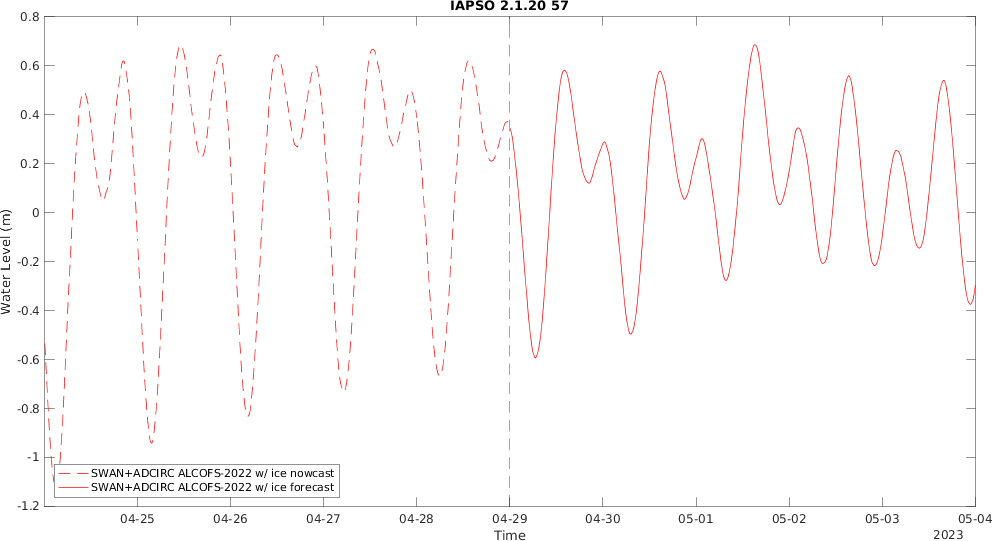 IAPSO 2.1.20 57
Water Level (m)
0.8
0.6
0.4
0.2
0
-0.2
-0.4
-0.6
-0.8
-1
-1.2
SWAN+ADCIRC ALCOFS-2022 w/ ice nowcast
SWAN+ADCIRC ALCOFS-2022 w/ ice forecast
04-25 04-26 04-27 04-28 04-29 04-30 05-01 05-02 05-03 05-04
Time
2023